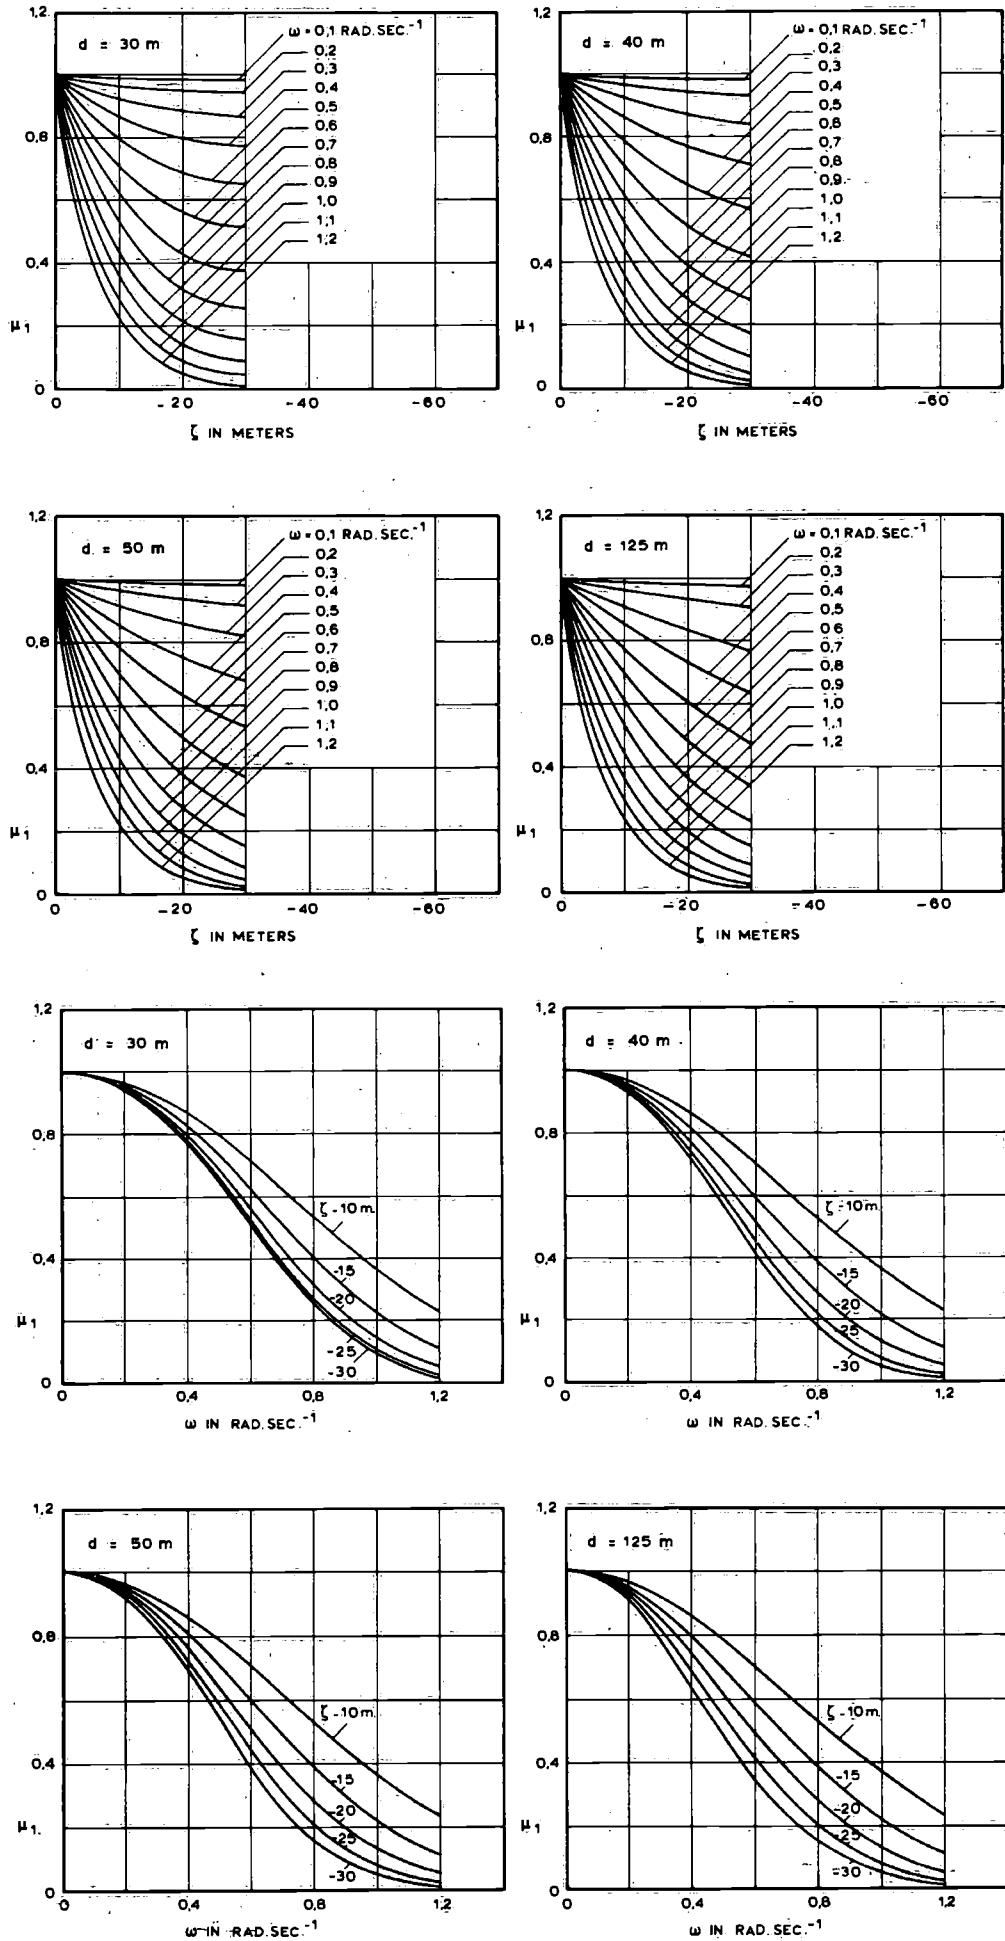 1,2
d = 30 m
ω = 0,1 RAD.SEC.⁻¹
0,2
0,3
0,4
0,5
0,6
0,7
0,8
0,9
1,0
1,1
1,2
0,8
0,4
μ₁
0
0 -20 -40 -60
ζ IN METERS
1,2
d = 40 m
ω = 0,1 RAD.SEC.⁻¹
0,2
0,3
0,4
0,5
0,6
0,7
0,8
0,9
1,0
1,1
1,2
0,8
0,4
μ₁
0
0 -20 -40 -60
ζ IN METERS
1,2
d = 50 m
ω = 0,1 RAD.SEC.⁻¹
0,2
0,3
0,4
0,5
0,6
0,7
0,8
0,9
1,0
1,1
1,2
0,8
0,4
μ₁
0
0 -20 -40 -60
ζ IN METERS
1,2
d = 125 m
ω = 0,1 RAD.SEC.⁻¹
0,2
0,3
0,4
0,5
0,6
0,7
0,8
0,9
1,0
1,1
1,2
0,8
0,4
μ₁
0
0 -20 -40 -60
ζ IN METERS
1,2
d = 30 m
0,8
ζ -10 m.
0,4
-15
-20
μ₁
-25
-30
0
0 0,4 0,8 1,2
ω IN RAD.SEC.⁻¹
1,2
d = 40 m
0,8
ζ -10 m
0,4
-15
-20
μ₁
-25
-30
0
0 0,4 0,8 1,2
ω IN RAD.SEC.⁻¹
1,2
d = 50 m
0,8
ζ -10 m
0,4
-15
-20
μ₁
-25
-30
0
0 0,4 0,8 1,2
ω IN RAD.SEC.⁻¹
1,2
d = 125 m
0,8
ζ -10 m
0,4
-15
-20
μ₁
-25
-30
0
0 0,4 0,8 1,2
ω IN RAD.SEC.⁻¹